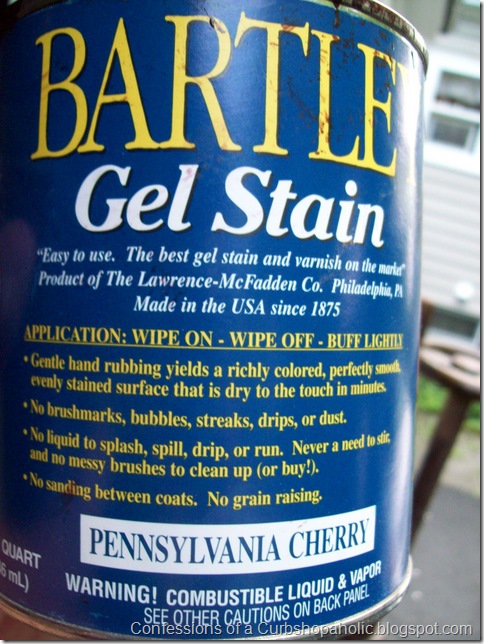 BARTLE
Gel Stain
“Easy to use. The best gel stain and varnish on the market”
Product of The Lawrence-McFadden Co. Philadelphia, PA
Made in the USA since 1875
APPLICATION: WIPE ON - WIPE OFF - BUFF LIGHTLY
• Gentle hand rubbing yields a richly colored, perfectly smooth,
evenly stained surface that is dry to the touch in minutes.
• No brushmarks, bubbles, streaks, drips, or dust.
• No liquid to splash, spill, drip, or run. Never a need to stir,
and no messy brushes to clean up (or buy!).
• No sanding between coats. No grain raising.
PENNSYLVANIA CHERRY
QUART
6 mL)
WARNING! COMBUSTIBLE LIQUID & VAPOR
SEE OTHER CAUTIONS ON BACK PANEL
Confessions of a Curbshopaholic.blogspot.com